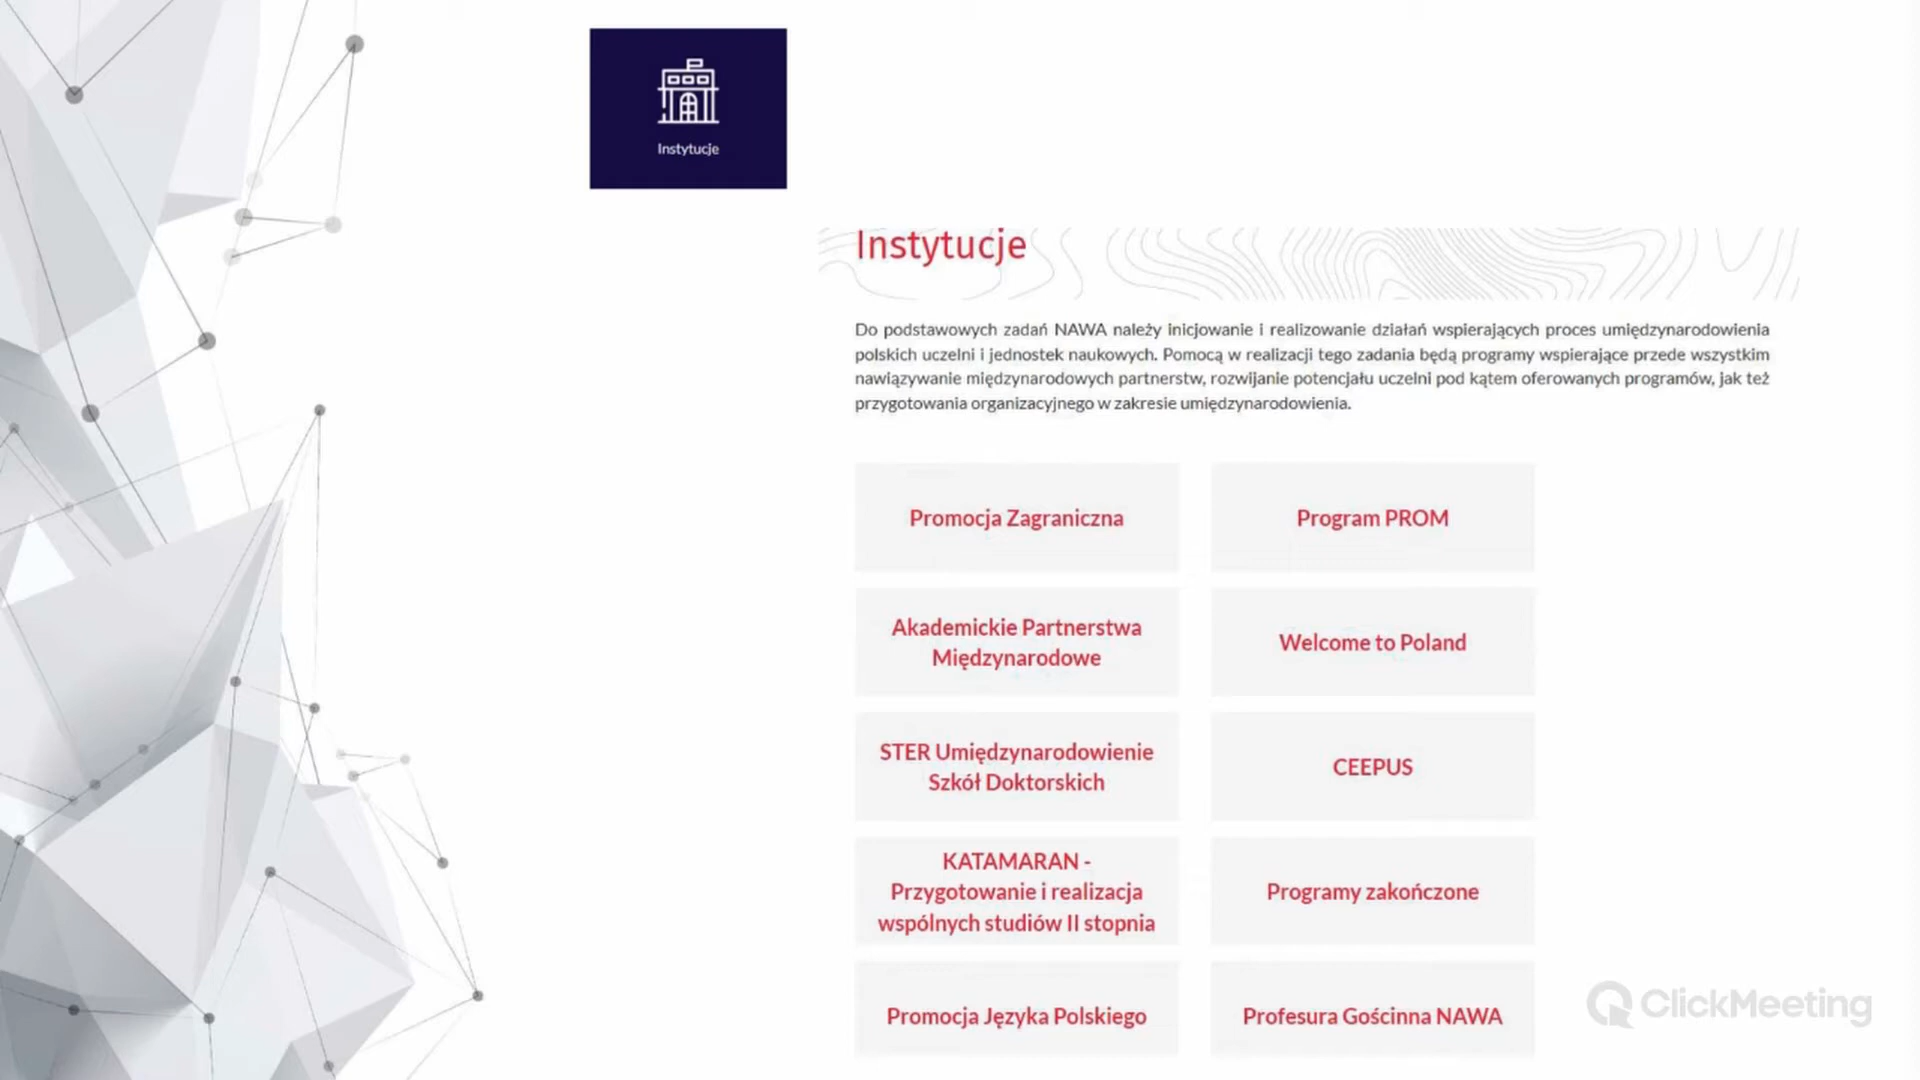 Instytucje
Instytucje
Do podstawowych zadań NAWA należy inicjowanie i realizowanie działań wspierających proces umiędzynarodowienia
polskich uczelni i jednostek naukowych. Pomocą w realizacji tego zadania będą programy wspierające przede wszystkim
nawiązywanie międzynarodowych partnerstw, rozwijanie potencjału uczelni pod kątem oferowanych programów, jak też
przygotowania organizacyjnego w zakresie umiędzynarodowienia.
Promocja Zagraniczna
Program PROM
Akademickie Partnerstwa
Międzynarodowe
Welcome to Poland
STER Umiędzynarodowienie
Szkół Doktorskich
CEEPUS
KATAMARAN -
Przygotowanie i realizacja
wspólnych studiów II stopnia
Programy zakończone
Promocja Języka Polskiego
Profesura Gościnna NAWA
ClickMeeting